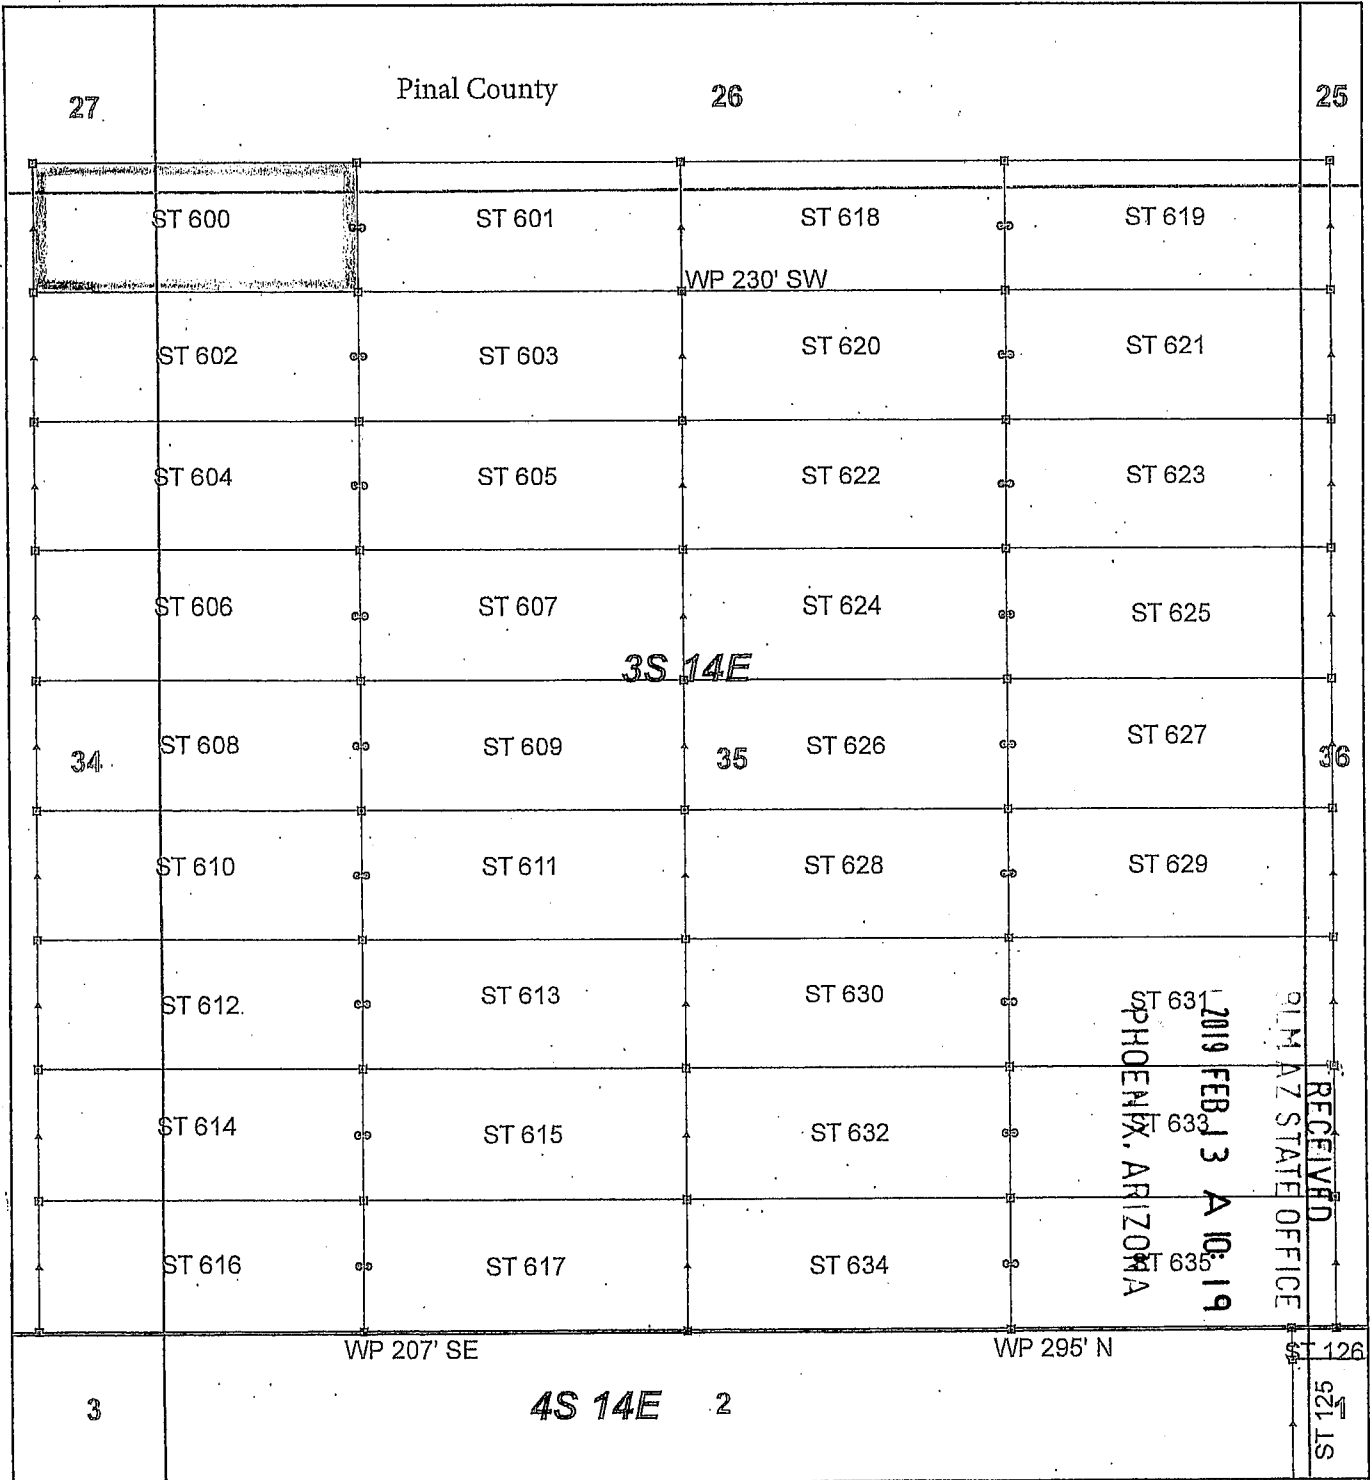 Pinal County
27
26
25
ST 600
ST 601
ST 618
ST 619
WP 230' SW
ST 602
ST 603
ST 620
ST 621
ST 604
ST 605
ST 622
ST 623
ST 606
ST 607
ST 624
ST 625
3S 14E
ST 608
ST 609
ST 626
ST 627
34
35
36
ST 610
ST 611
ST 628
ST 629
ST 612
ST 613
ST 630
ST 631
ST 614
ST 615
ST 632
ST 633
ST 616
ST 617
ST 634
ST 635
RECEIVED
BLM AZ STATE OFFICE
2019 FEB 13 A 10: 19
PHOENIX, ARIZONA
WP 207' SE
WP 295' N
ST 126
3
4S 14E
2
ST 125
1